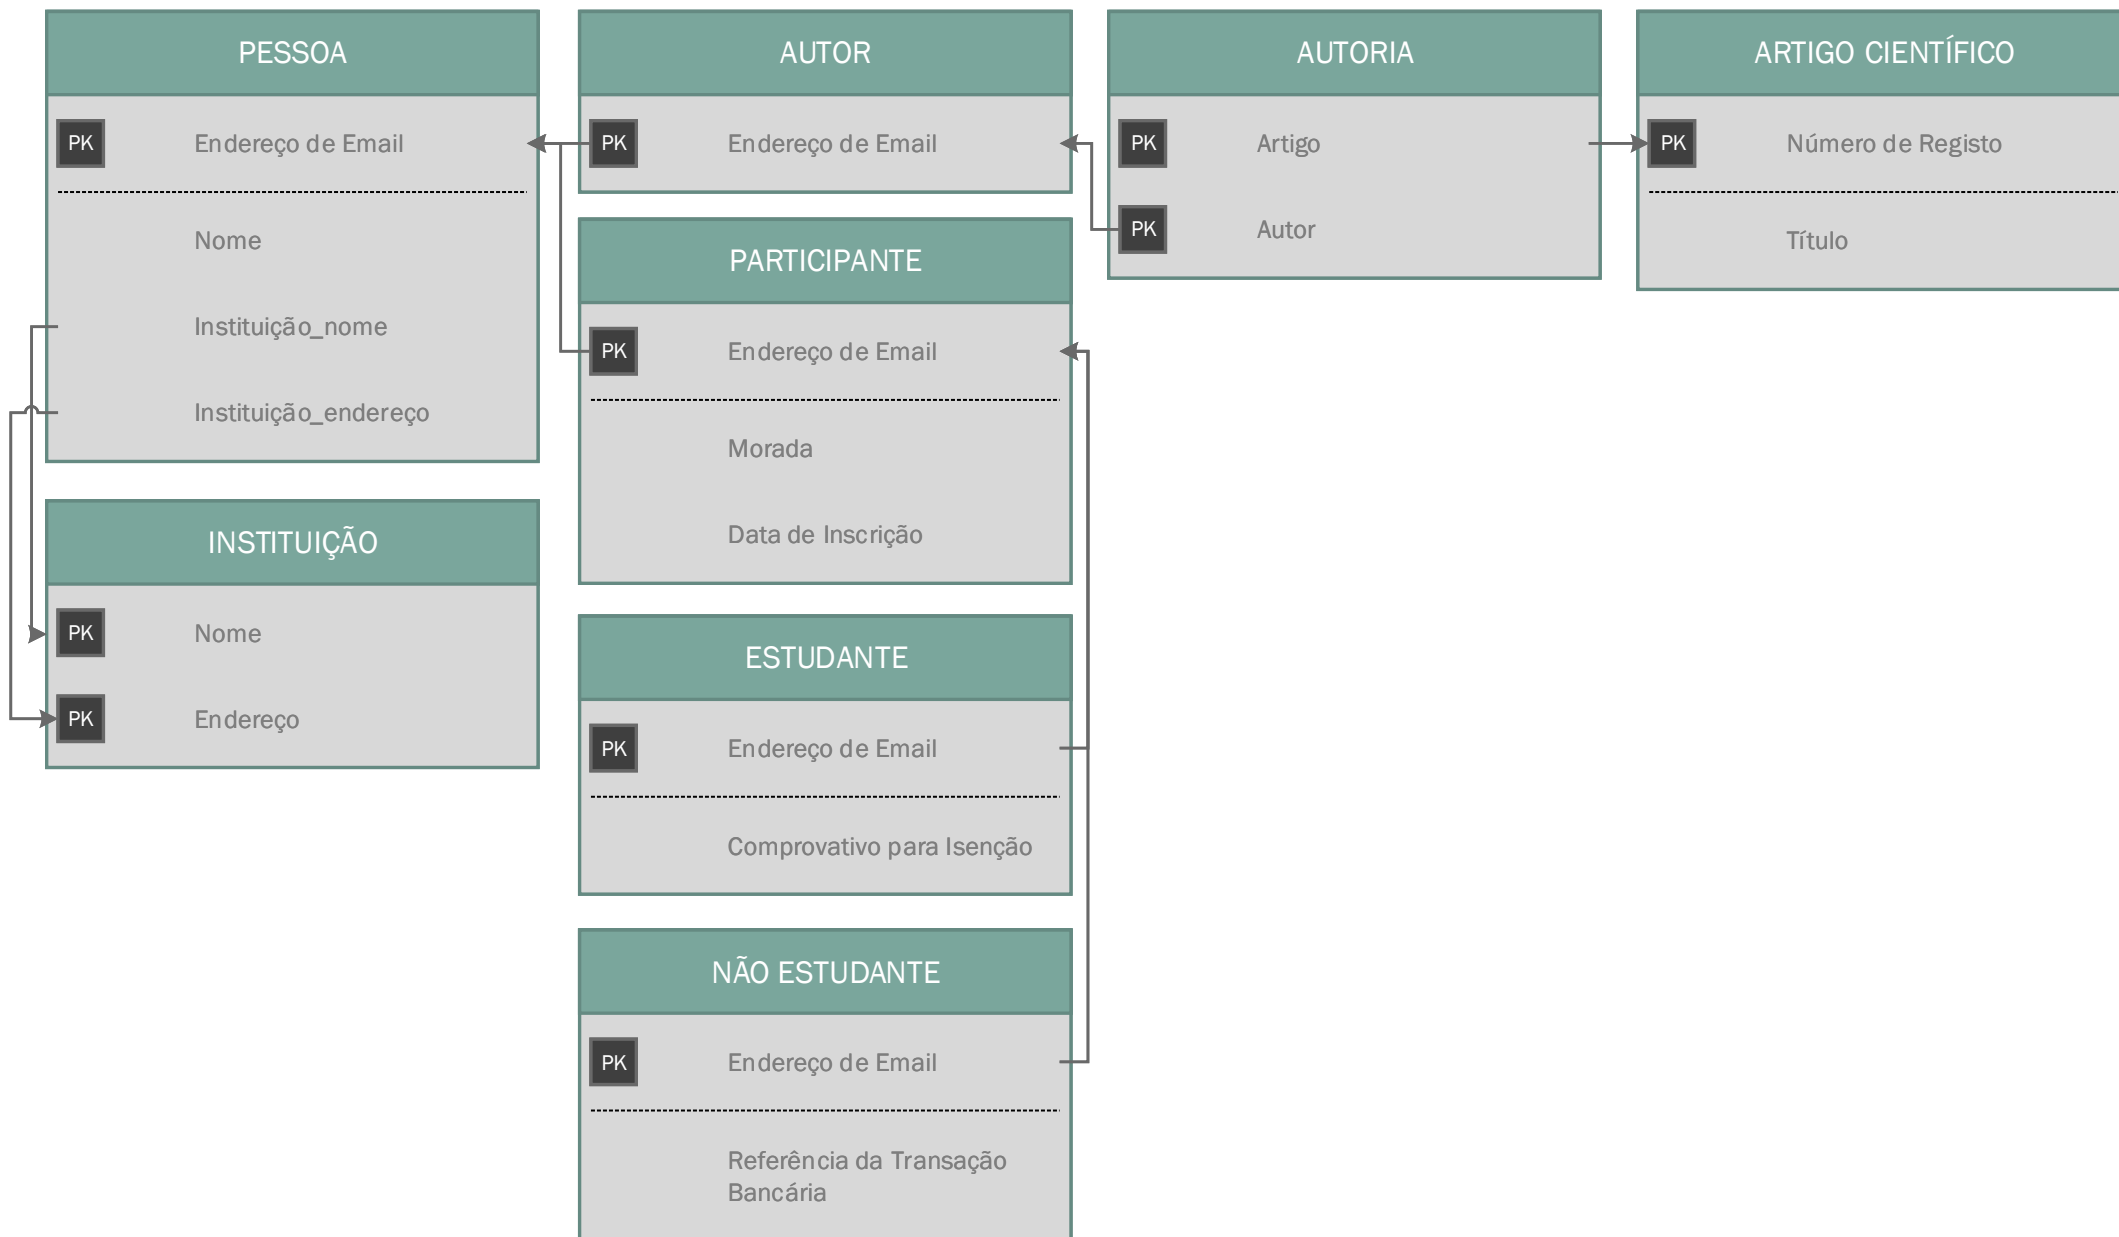 PESSOA
PK Endereço de Email
Nome
Instituição_nome
Instituição_endereço
INSTITUIÇÃO
PK Nome
PK Endereço
AUTOR
PK Endereço de Email
PARTICIPANTE
PK Endereço de Email
Morada
Data de Inscrição
ESTUDANTE
PK Endereço de Email
Comprovativo para Isenção
NÃO ESTUDANTE
PK Endereço de Email
Referência da Transação
Bancária
AUTORIA
PK Artigo
PK Autor
ARTIGO CIENTÍFICO
PK Número de Registo
Título